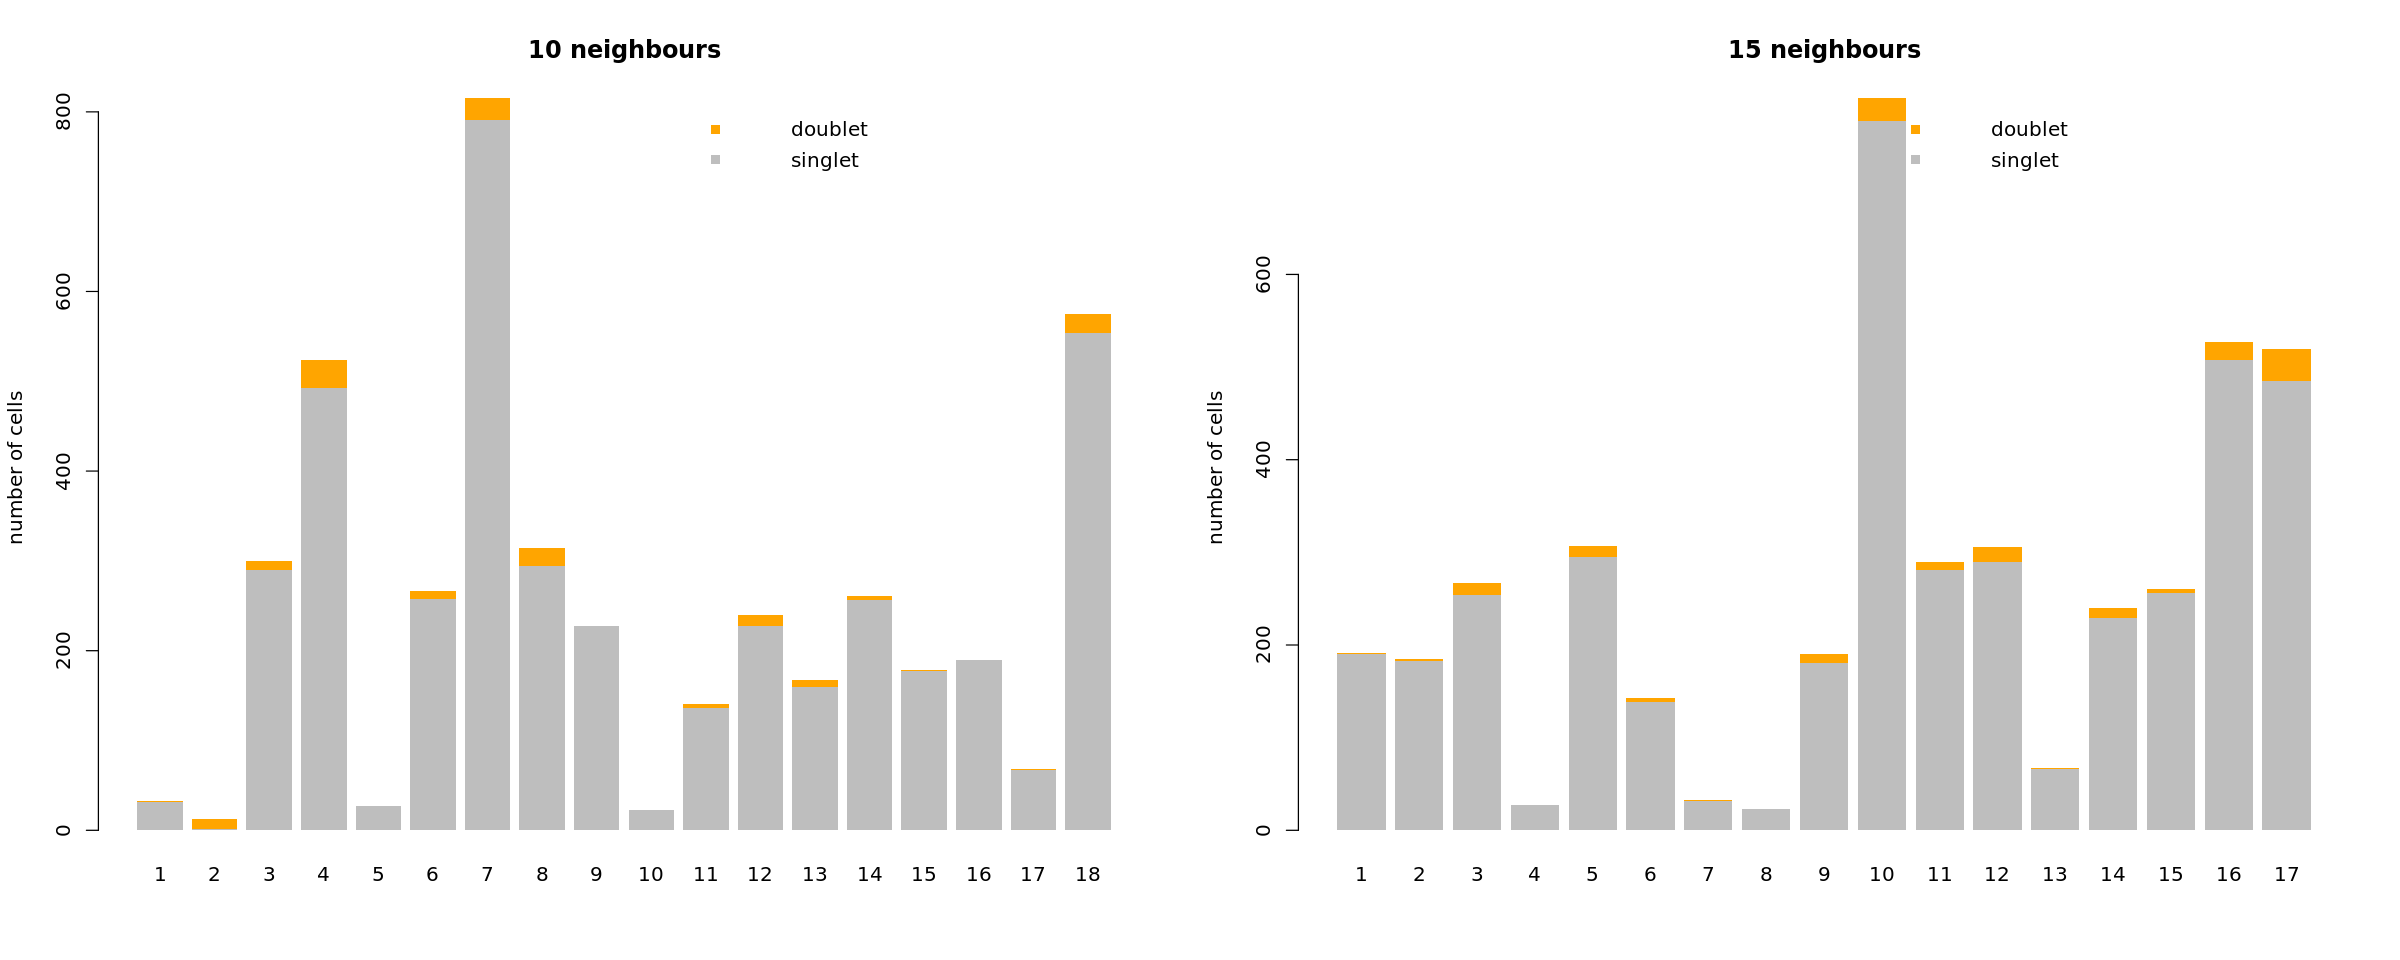 10 neighbours
doublet
singlet
number of cells
0
200
400
600
800
1 2 3 4 5 6 7 8 9 10 11 12 13 14 15 16 17 18
15 neighbours
doublet
singlet
number of cells
0
200
400
600
1 2 3 4 5 6 7 8 9 10 11 12 13 14 15 16 17